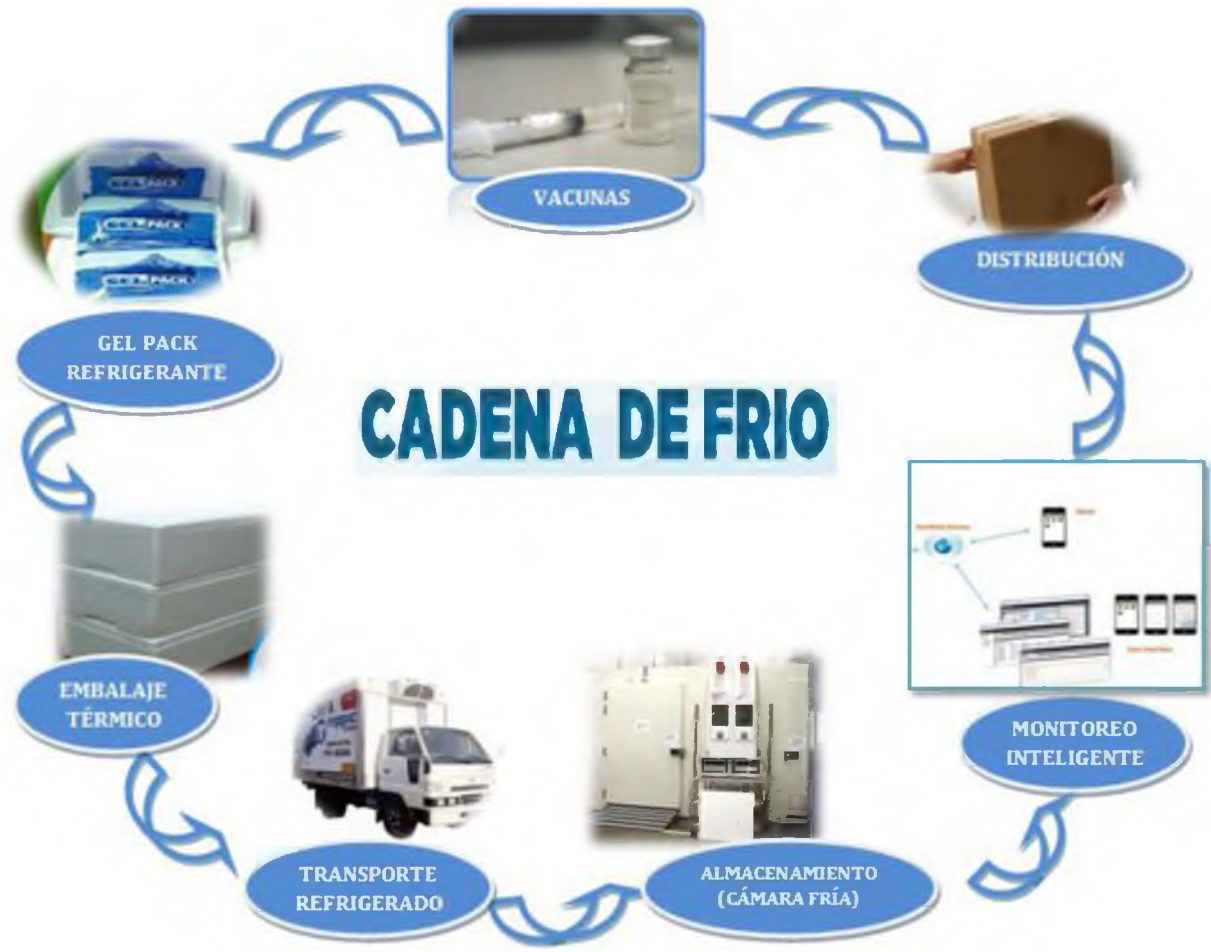 VACUNAS
DISTRIBUCIÓN
GEL PACK
REFRIGERANTE
CADENA DE FRIO
EMBALAJE
TÉRMICO
MONITOREO
INTELIGENTE
TRANSPORTE
REFRIGERADO
ALMACENAMIENTO
(CÁMARA FRÍA)